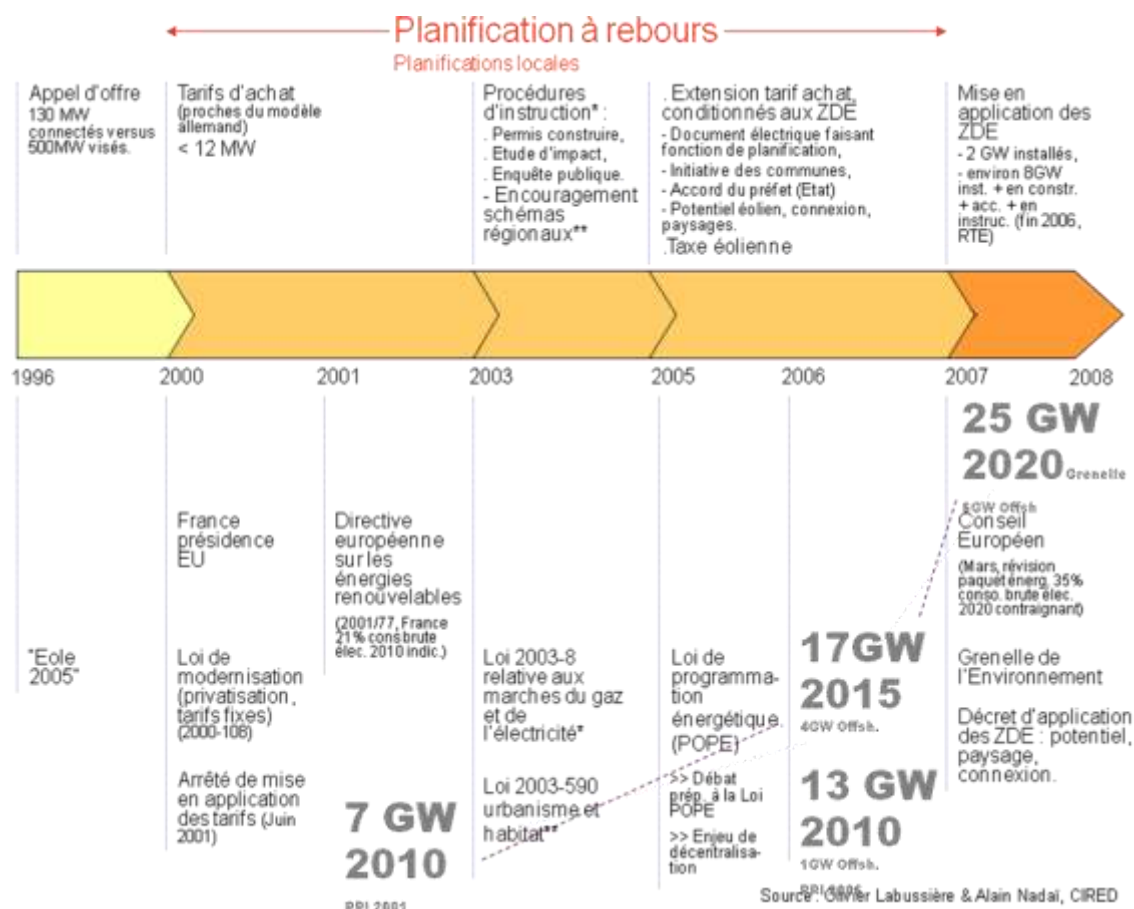 Planification à rebours
Planifications locales
Appel d'offre
130 MW
connectés versus
500MW visés.
Tarifs d'achat
(proches du modèle
allemand)
< 12 MW
Procédures
d'instruction* :
. Permis construire,
. Etude d'impact,
. Enquête publique.
- Encouragement
schémas
régionaux**
. Extension tarif achat,
conditionnés aux ZDE
- Document électrique faisant
fonction de planification,
- Initiative des communes,
- Accord du préfet (Etat)
- Potentiel éolien, connexion,
paysages.
.Taxe éolienne
Mise en
application des
ZDE
- 2 GW installés,
- environ 8GW
inst. + en constr.
+ acc. + en
instruc. (fin 2006,
RTE)
1996
2000
2001
2003
2005
2006
2007
2008
"Eole
2005"
France
présidence
EU
Loi de
modernisation
(privatisation,
tarifs fixes)
(2000-108)
Arrêté de mise
en application
des tarifs (Juin
2001)
Directive
européenne
sur les
énergies
renouvelables
(2001/77, France
21% cons brute
élec. 2010 indic.)
7 GW
2010
PPI 2001
Loi 2003-8
relative aux
marches du gaz
et de
l'électricité*
Loi 2003-590
urbanisme et
habitat**
Loi de
programma-
tion
énergétique.
(POPE)
>> Débat
prép. à la Loi
POPE
>> Enjeu de
décentralisa-
tion
17GW
2015
4GW Offsh.
13 GW
2010
1GW Offsh.
25 GW
2020 Grenelle
Offsh
Conseil
Européen
(Mars, révision
paquet énerg, 35%
conso. brute élec.
2020 contraignant)
Grenelle de
l'Environnement
Décret d'application
des ZDE : potentiel,
paysage,
connexion.
Source : Olivier Labussière & Alain Nadaï, CIRED